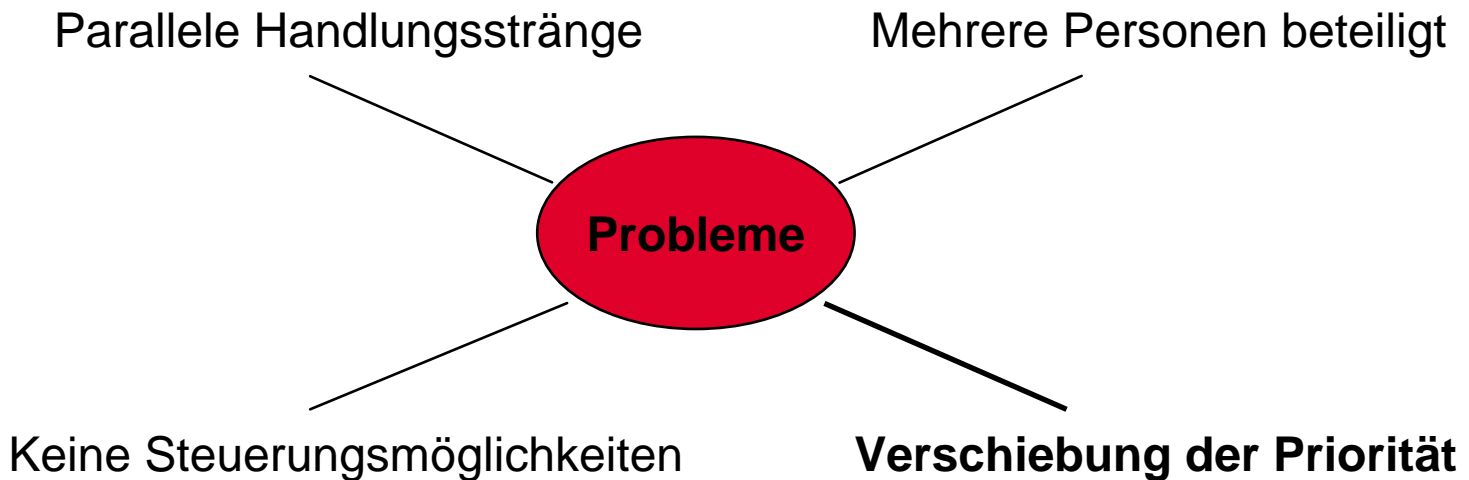 Parallele Handlungsstränge
Mehrere Personen beteiligt
Probleme
Keine Steuerungsmöglichkeiten
Verschiebung der Priorität